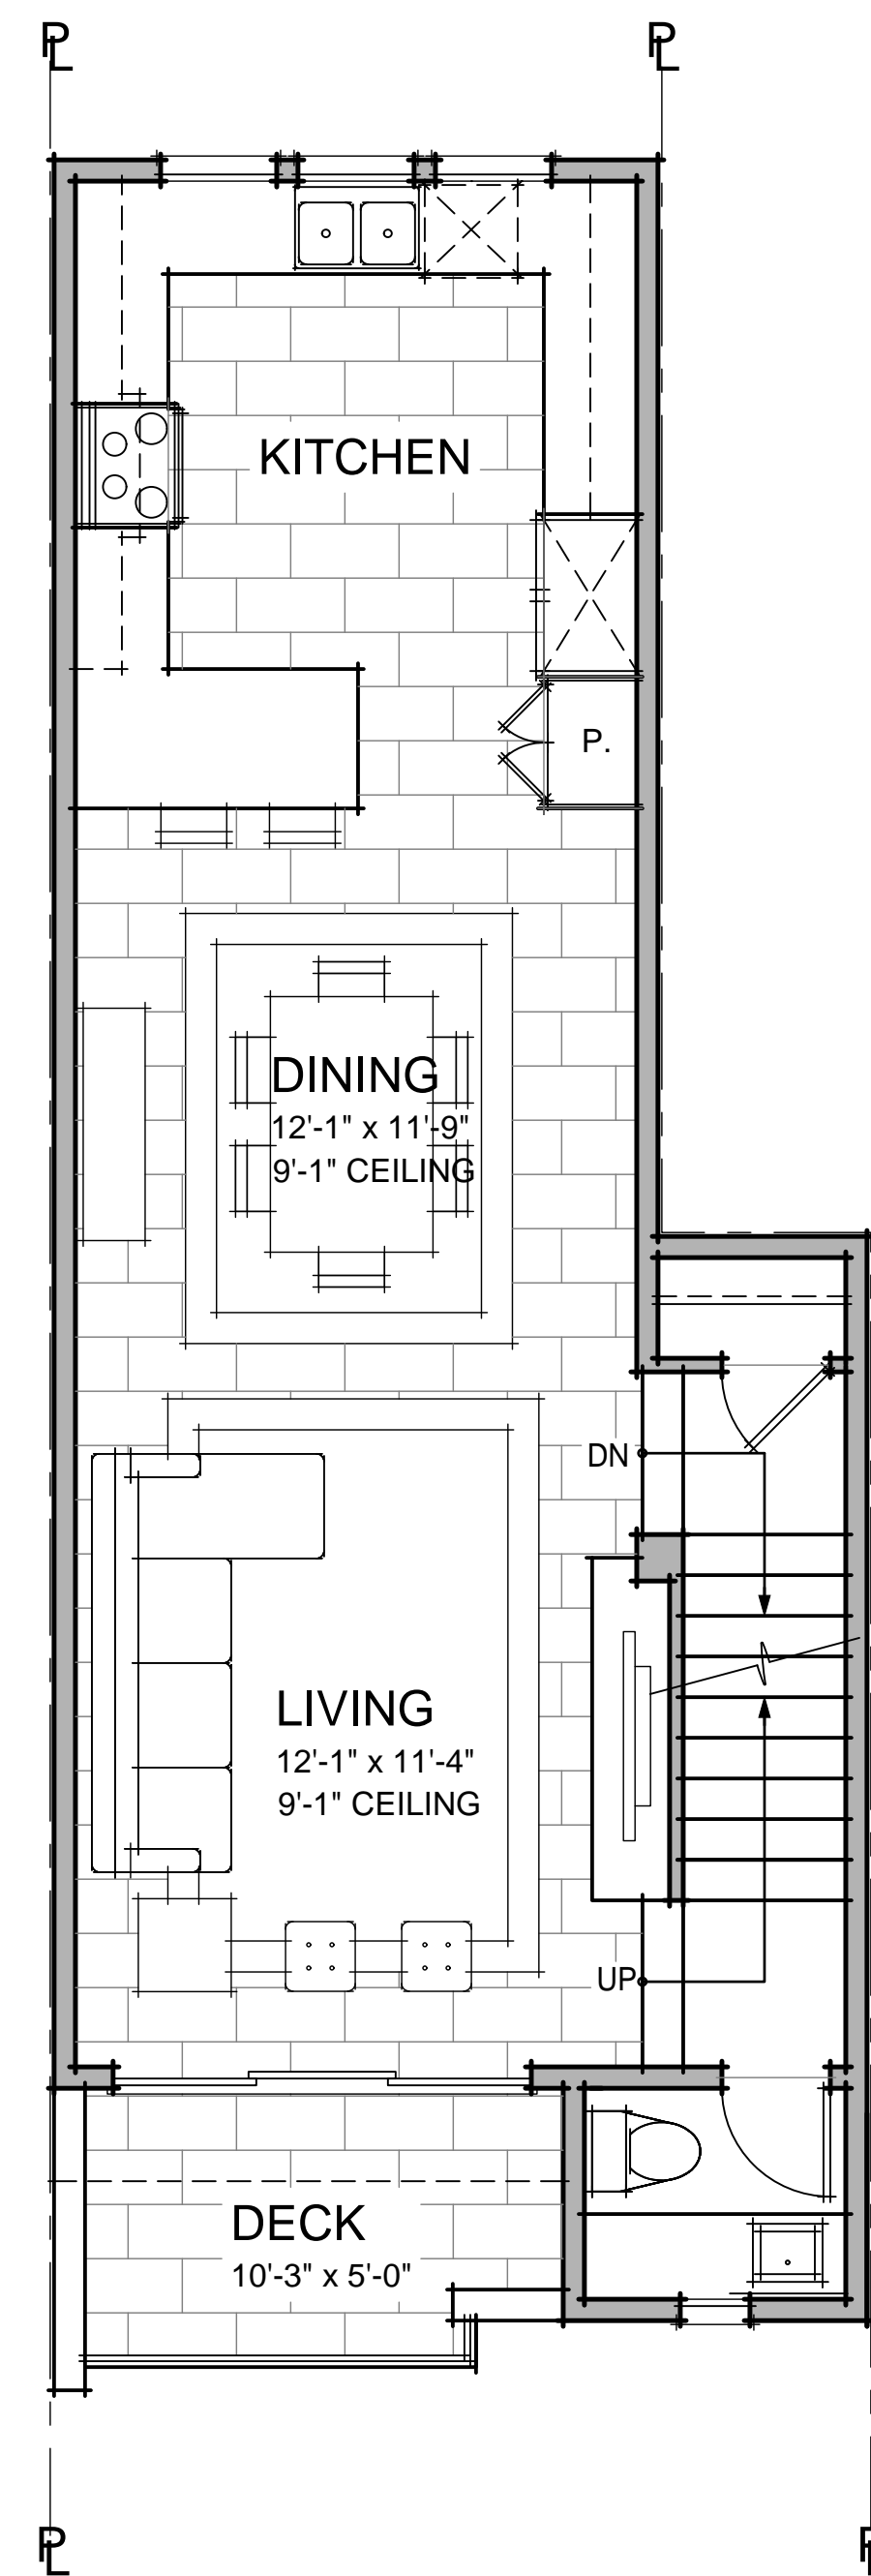 PL
PL
KITCHEN
P.
DINING
12'-1" x 11'-9"
9'-1" CEILING
DN
LIVING
12'-1" x 11'-4"
9'-1" CEILING
UP
DECK
10'-3" x 5'-0"
PL